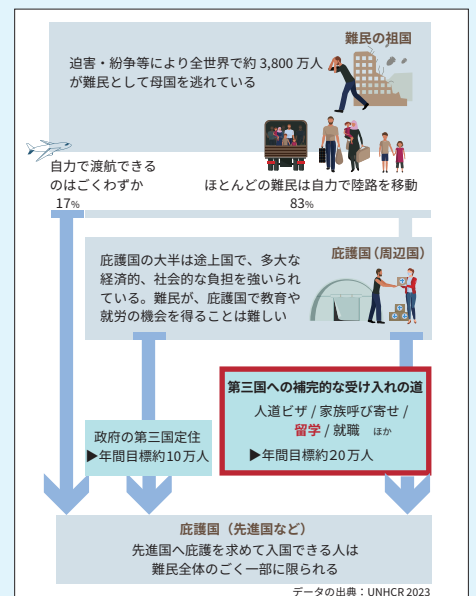 難民の祖国
迫害・紛争等により全世界で約3,800万人
が難民として母国を逃れている
自力で渡航できる
のはごくわずか
17%
ほとんどの難民は自力で陸路を移動
83%
庇護国(周辺国)
庇護国の大半は途上国で、多大な
経済的、社会的な負担を強いられ
ている。難民が、庇護国で教育や
就労の機会を得ることは難しい
政府の第三国定住
▶年間目標約10万人
第三国への補完的な受け入れの道
人道ビザ / 家族呼び寄せ /
留学 / 就職 ほか
▶年間目標約20万人
庇護国(先進国など)
先進国へ庇護を求めて入国できる人は
難民全体のごく一部に限られる
データの出典:UNHCR 2023